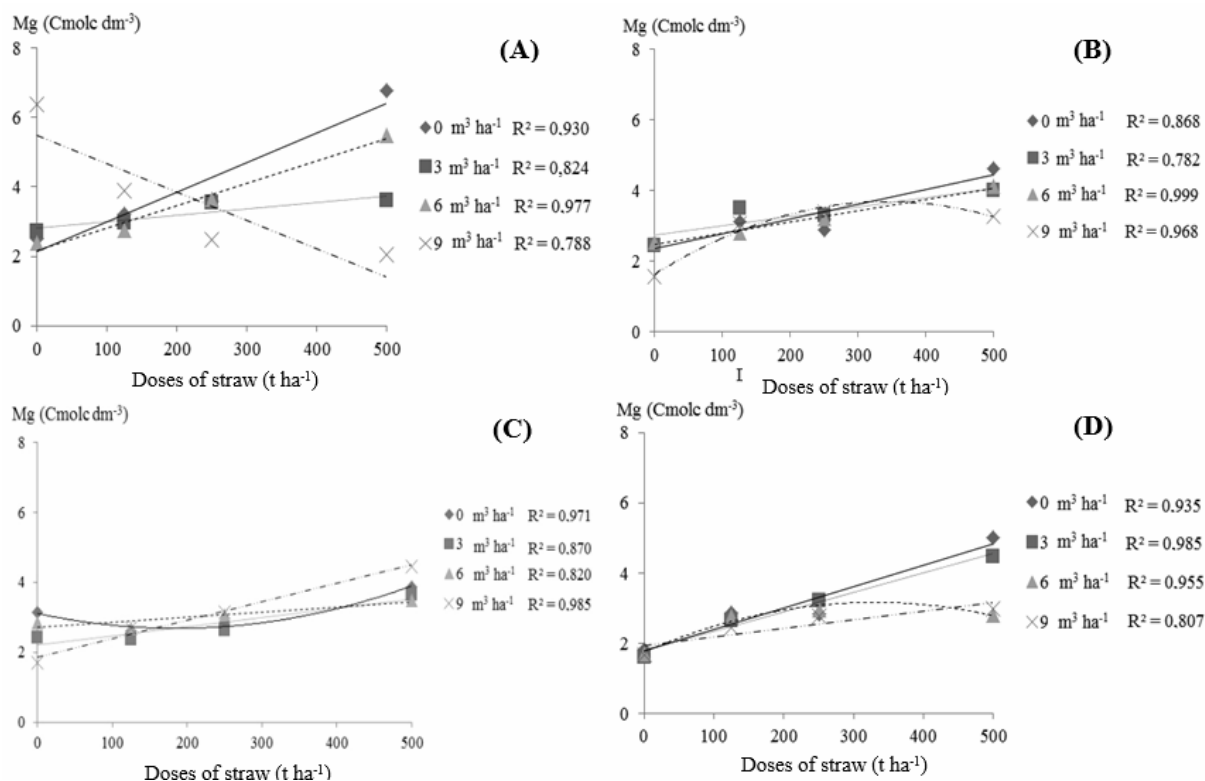 Mg (Cmolc dm⁻³)
8
6
4
2
0
0 100 200 300 400 500
Doses of straw (t ha⁻¹)
(A)
0 m³ ha⁻¹ R² = 0,930
3 m³ ha⁻¹ R² = 0,824
6 m³ ha⁻¹ R² = 0,977
9 m³ ha⁻¹ R² = 0,788
Mg (Cmolc dm⁻³)
8
6
4
2
0
0 100 200 300 400 500
I
Doses of straw (t ha⁻¹)
(B)
0 m³ ha⁻¹ R² = 0,868
3 m³ ha⁻¹ R² = 0,782
6 m³ ha⁻¹ R² = 0,999
9 m³ ha⁻¹ R² = 0,968
Mg (Cmolc dm⁻³)
8
6
4
2
0
0 100 200 300 400 500
Doses of straw (t ha⁻¹)
(C)
0 m³ ha⁻¹ R² = 0,971
3 m³ ha⁻¹ R² = 0,870
6 m³ ha⁻¹ R² = 0,820
9 m³ ha⁻¹ R² = 0,985
Mg (Cmolc dm⁻³)
8
6
4
2
0
0 100 200 300 400 500
Doses of straw (t ha⁻¹)
(D)
0 m³ ha⁻¹ R² = 0,935
3 m³ ha⁻¹ R² = 0,985
6 m³ ha⁻¹ R² = 0,955
9 m³ ha⁻¹ R² = 0,807